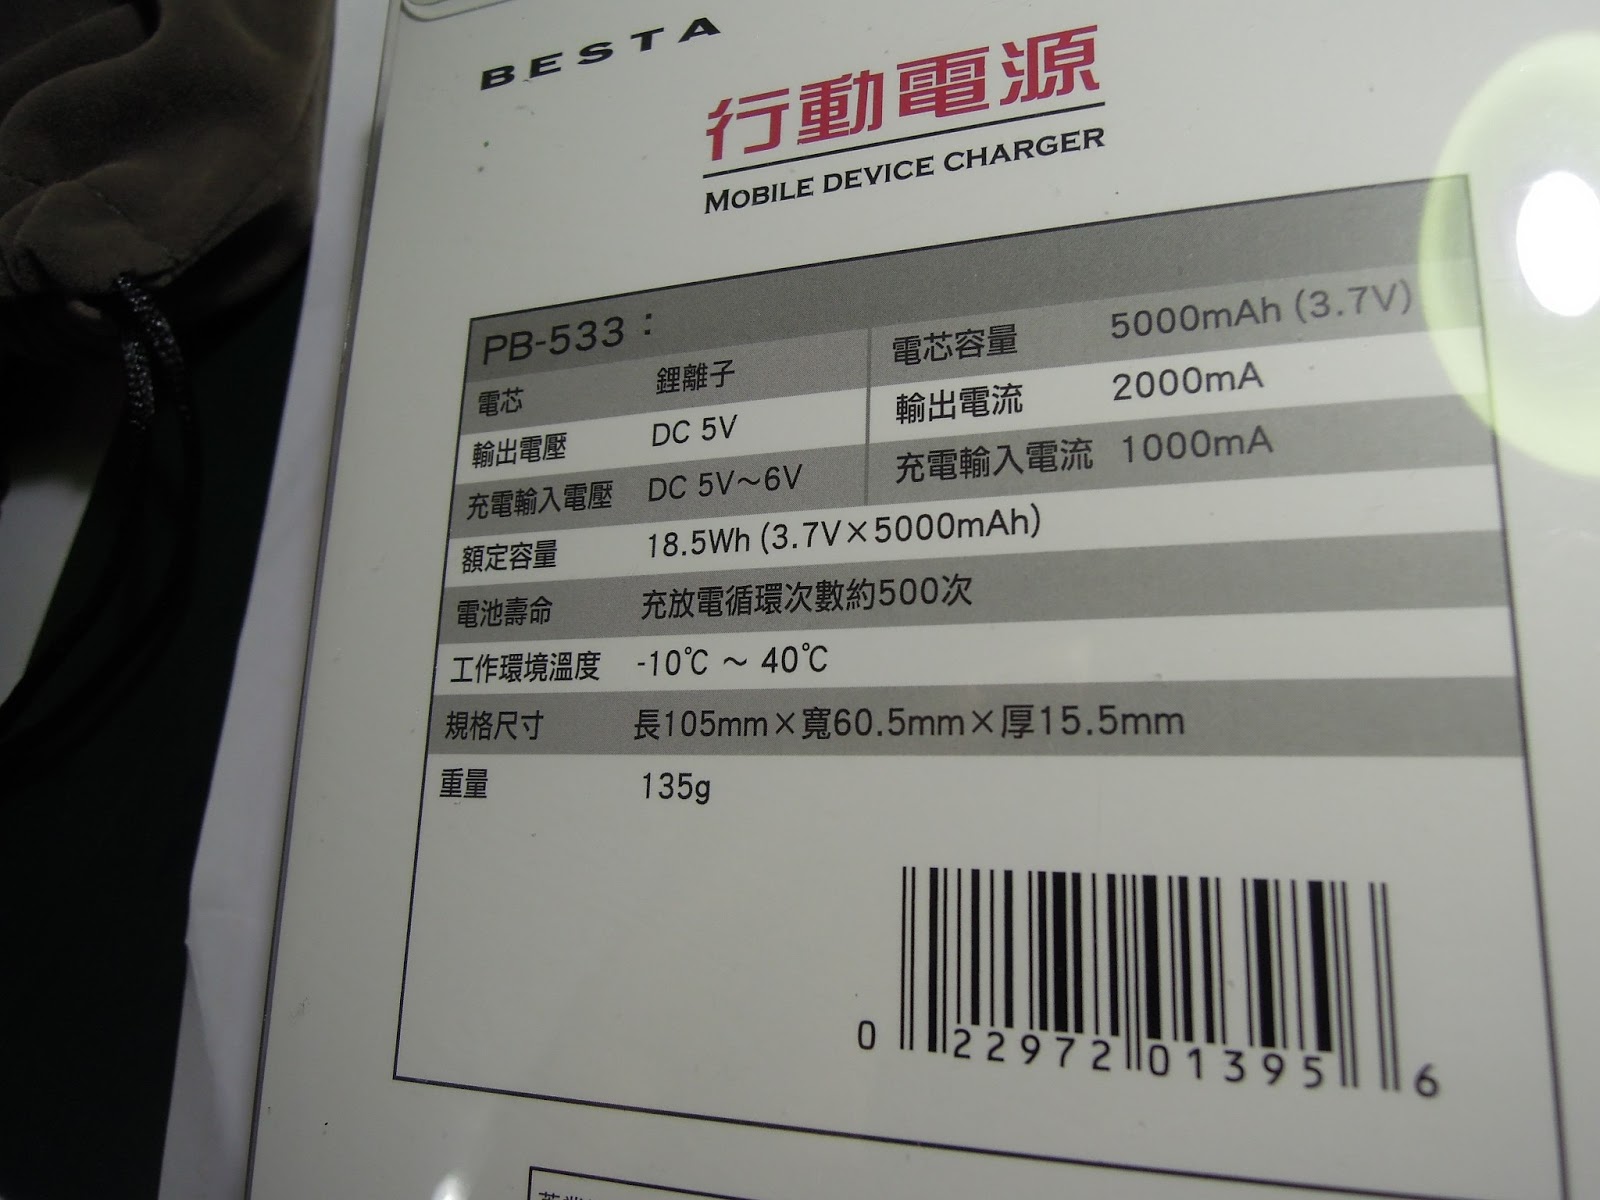 BESTA
行動電源
MOBILE DEVICE CHARGER
PB-533：
電芯 鋰離子 電芯容量 5000mAh (3.7V)
輸出電壓 DC 5V 輸出電流 2000mA
充電輸入電壓 DC 5V～6V 充電輸入電流 1000mA
額定容量 18.5Wh (3.7V×5000mAh)
電池壽命 充放電循環次數約500次
工作環境溫度 -10℃ ～ 40℃
規格尺寸 長105mm×寬60.5mm×厚15.5mm
重量 135g
0 22972 01395 6